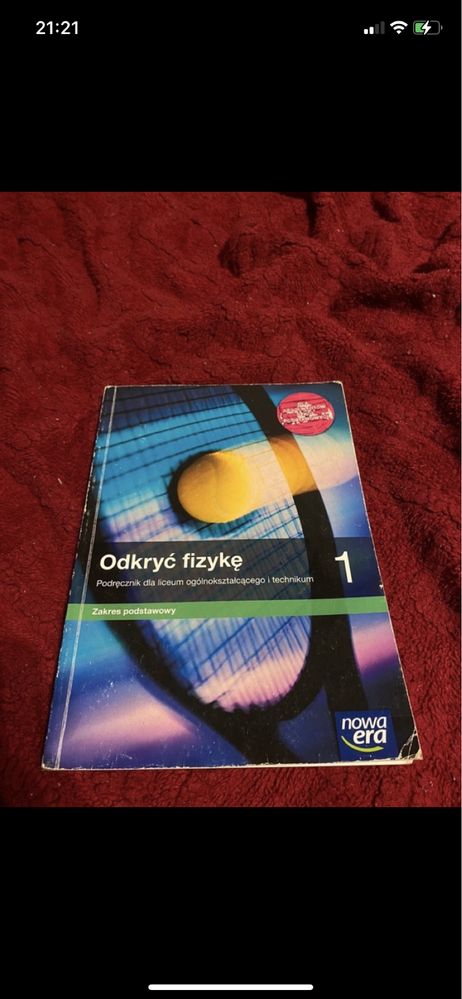 21:21
Odkryć fizykę
1
Podręcznik dla liceum ogólnokształcącego i technikum
Zakres podstawowy
nowa
era